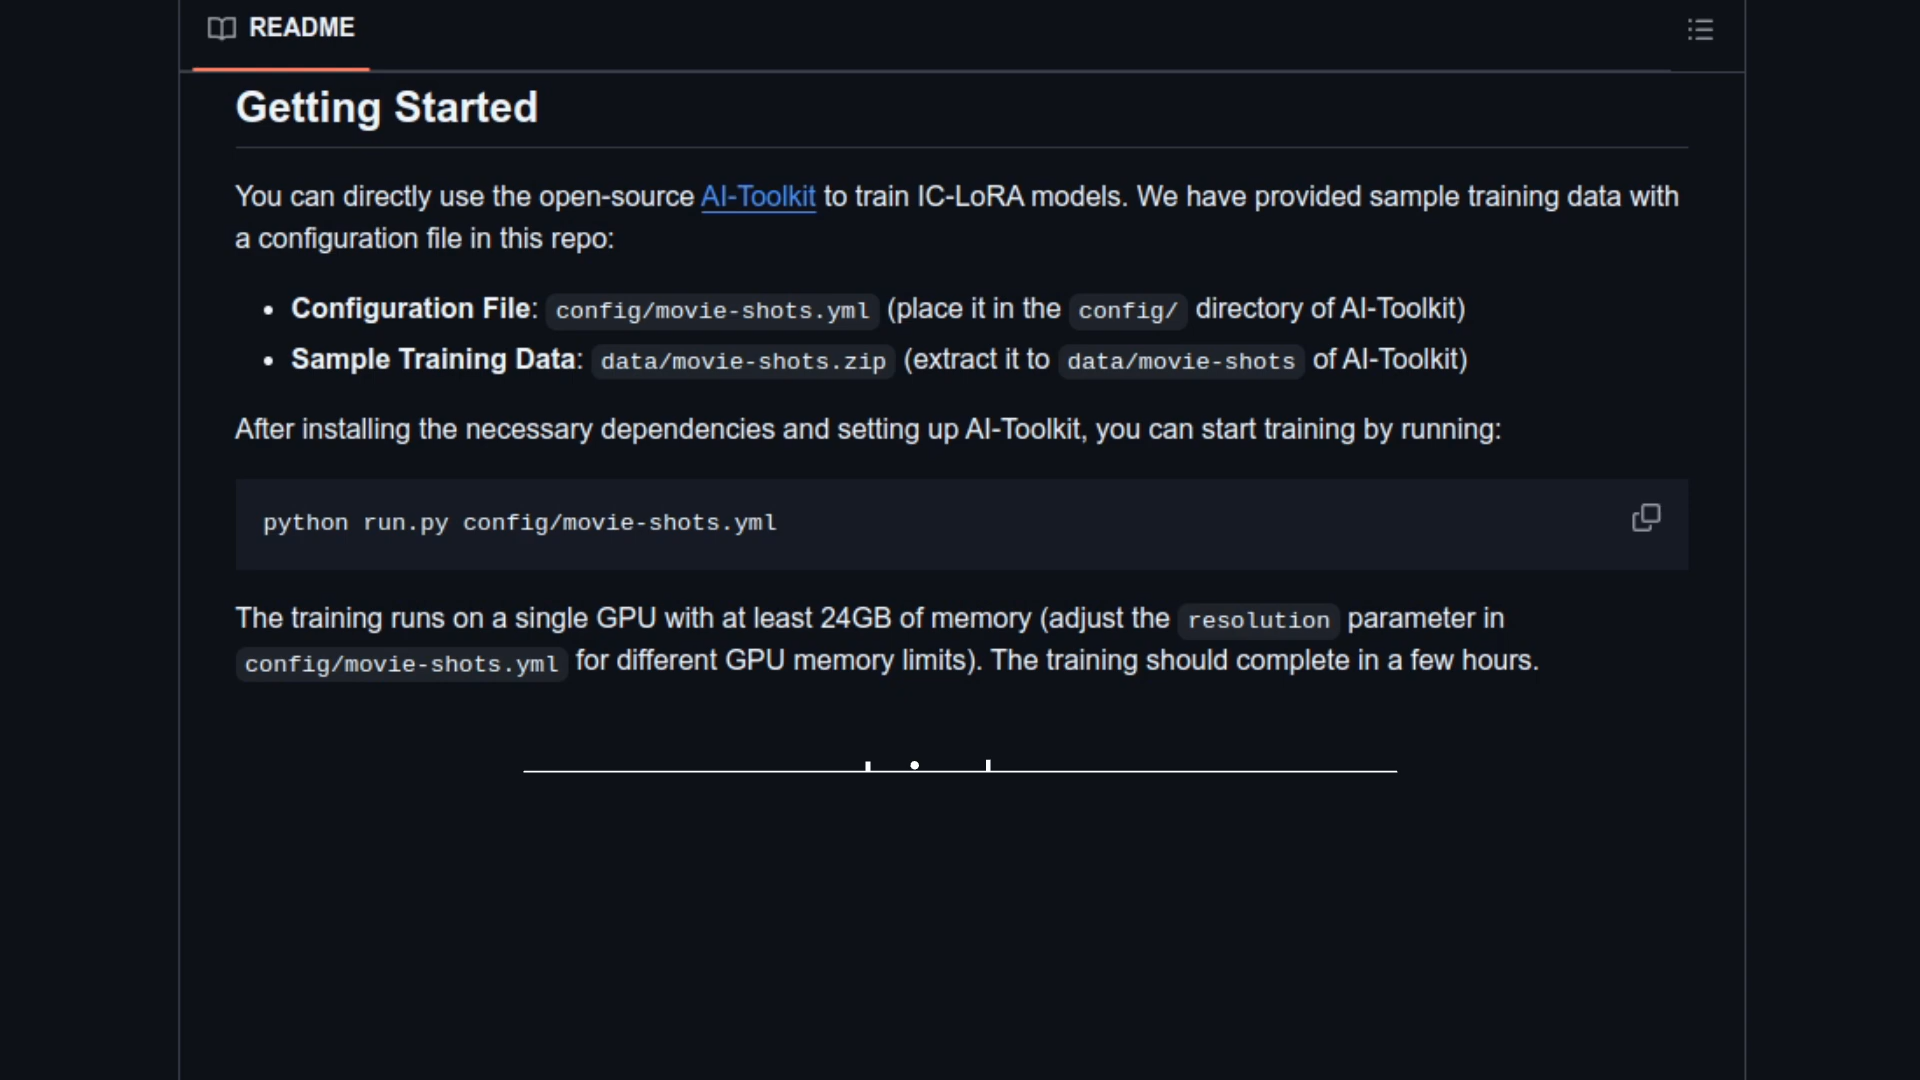 README
Getting Started
You can directly use the open-source AI-Toolkit to train IC-LoRA models. We have provided sample training data with
a configuration file in this repo:
• Configuration File: config/movie-shots.yml (place it in the config/ directory of AI-Toolkit)
• Sample Training Data: data/movie-shots.zip (extract it to data/movie-shots of AI-Toolkit)
After installing the necessary dependencies and setting up AI-Toolkit, you can start training by running:
python run.py config/movie-shots.yml
The training runs on a single GPU with at least 24GB of memory (adjust the resolution parameter in
config/movie-shots.yml for different GPU memory limits). The training should complete in a few hours.